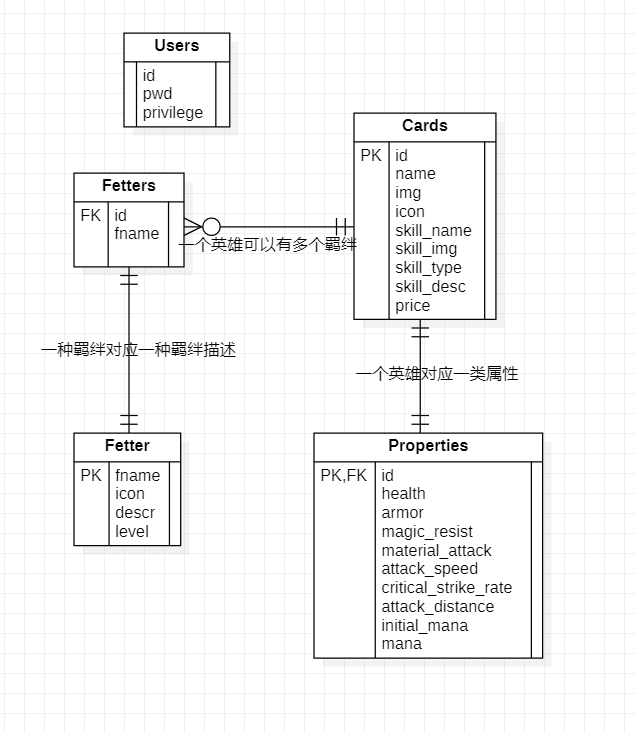 Users
id
pwd
privilege
Cards
PK id
name
img
icon
skill_name
skill_img
skill_type
skill_desc
price
Fetters
FK id
fname
一个英雄可以有多个羁绊
一种羁绊对应一种羁绊描述
一个英雄对应一类属性
Fetter
PK fname
icon
descr
level
Properties
PK,FK id
health
armor
magic_resist
material_attack
attack_speed
critical_strike_rate
attack_distance
initial_mana
mana